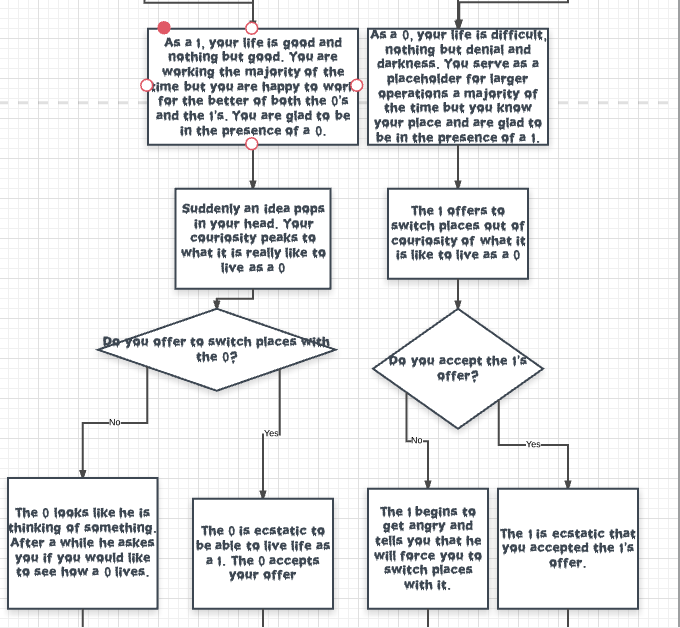 As a 1, your life is good and
nothing but good. You are
working the majority of the
time but you are happy to work
for the better of both the 0's
and the 1's. You are glad to be
in the presence of a 0.
As a 0, your life is difficult,
nothing but denial and
darkness. You serve as a
placeholder for larger
operations a majority of
the time but you know
your place and are glad to
be in the presence of a 1.
Suddenly an idea pops
in your head. Your
couriosity peaks to
what it is really like to
live as a 0
The 1 offers to
switch places out of
couriosity of what it
is like to live as a 0
Do you offer to switch places with
the 0?
Do you accept the 1's
offer?
No
Yes
No
Yes
The 0 looks like he is
thinking of something.
After a while he askes
you if you would like
to see how a 0 lives.
The 0 is ecstatic to
be able to live life as
a 1. The 0 accepts
your offer
The 1 begins to
get angry and
tells you that he
will force you to
switch places
with it.
The 1 is ecstatic that
you accepted the 1's
offer.